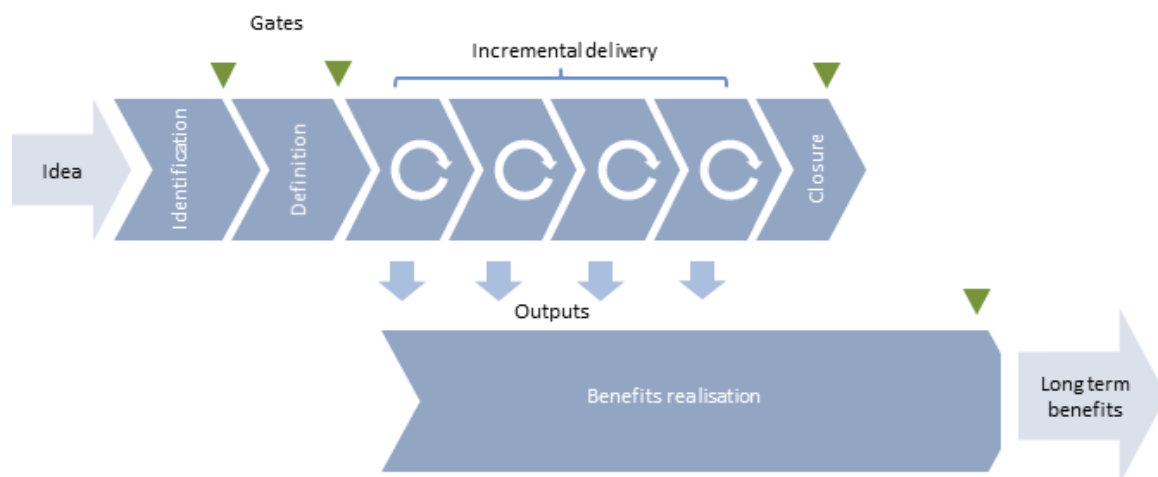 Gates
Incremental delivery
Idea
Identification
Definition
Closure
Outputs
Benefits realisation
Long term
benefits